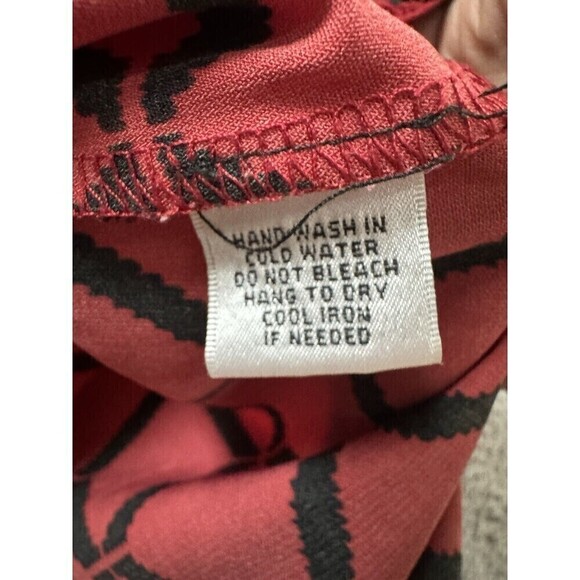 HAND WASH IN
COLD WATER
DO NOT BLEACH
HANG TO DRY
COOL IRON
IF NEEDED